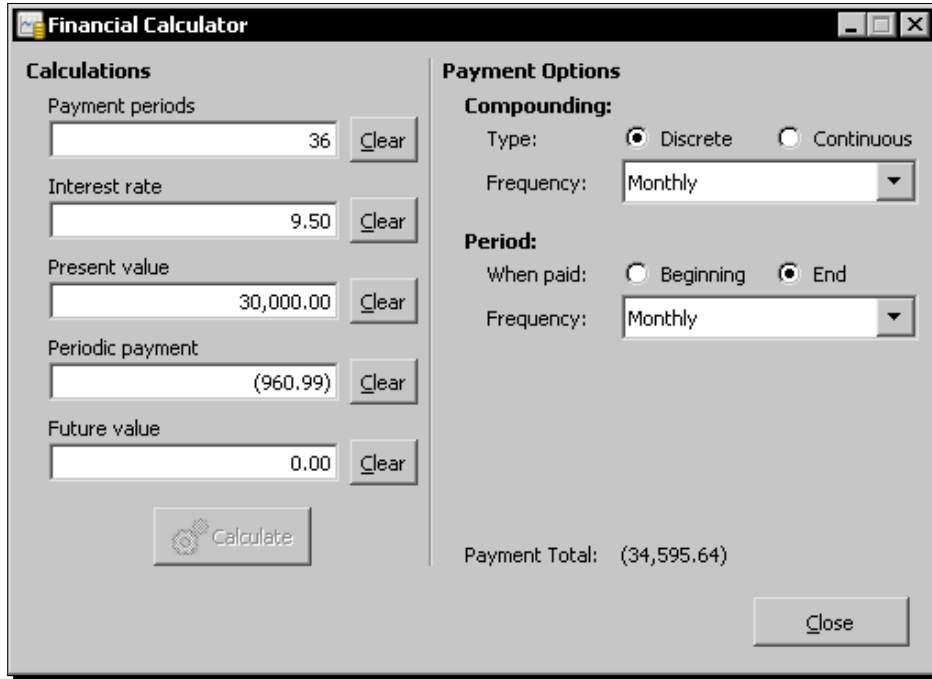 Financial Calculator
Calculations
Payment periods
36 Clear
Interest rate
9.50 Clear
Present value
30,000.00 Clear
Periodic payment
(960.99) Clear
Future value
0.00 Clear
Calculate
Payment Options
Compounding:
Type: Discrete Continuous
Frequency: Monthly
Period:
When paid: Beginning End
Frequency: Monthly
Payment Total: (34,595.64)
Close